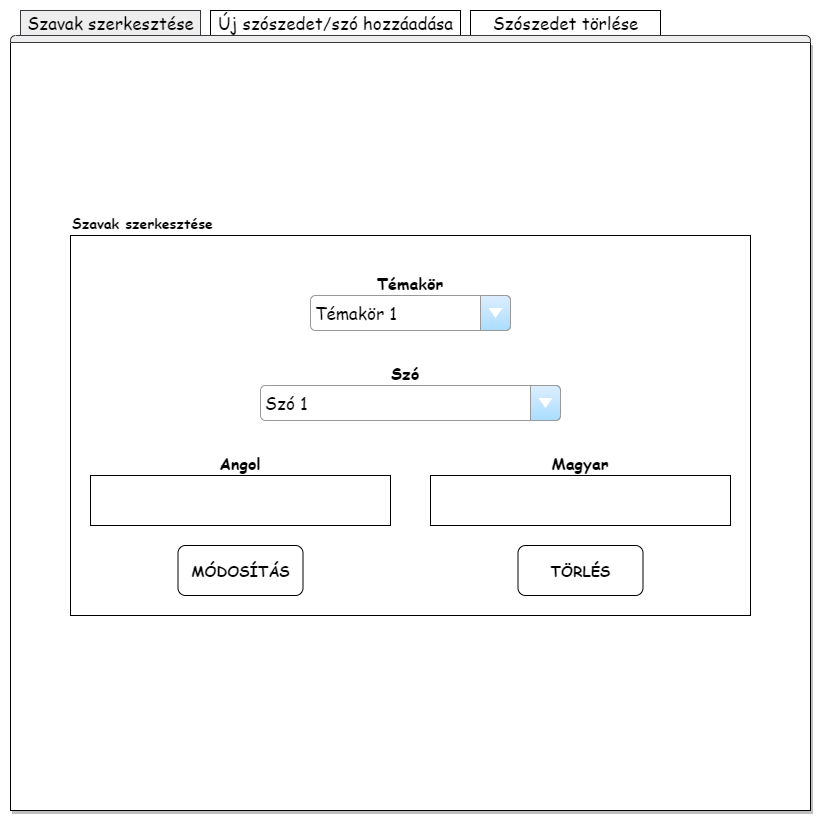 Szavak szerkesztése
Új szószedet/szó hozzáadása
Szószedet törlése
Szavak szerkesztése
Témakör
Témakör 1
Szó
Szó 1
Angol
Magyar
MÓDOSÍTÁS
TÖRLÉS